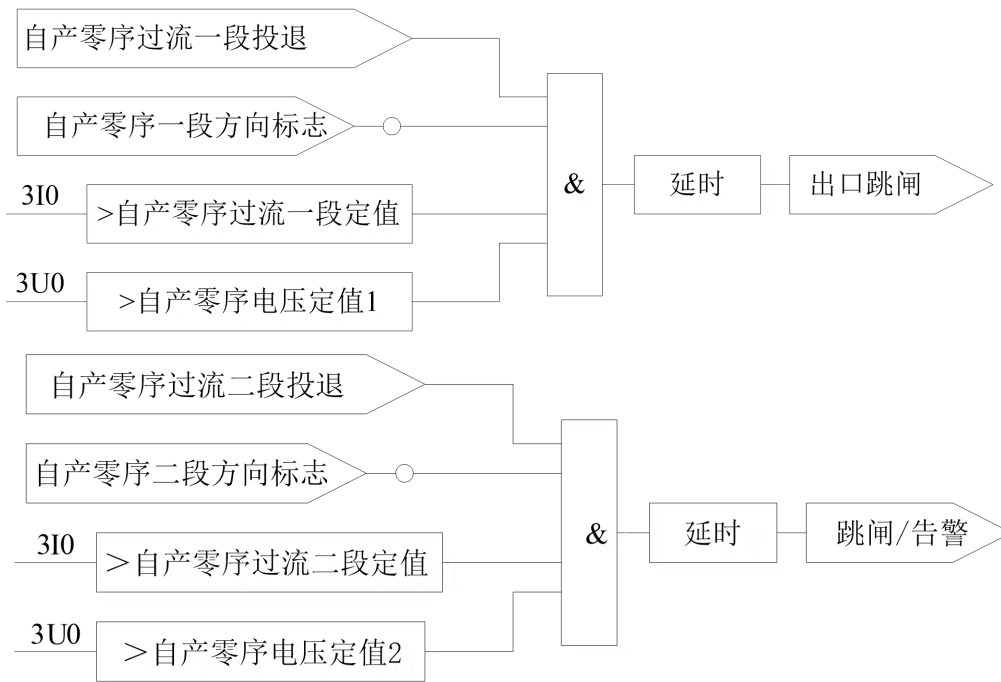 自产零序过流一段投退
自产零序一段方向标志
3I0
>自产零序过流一段定值
3U0
>自产零序电压定值1
&
延时
出口跳闸
自产零序过流二段投退
自产零序二段方向标志
3I0
>自产零序过流二段定值
3U0
>自产零序电压定值2
&
延时
跳闸/告警